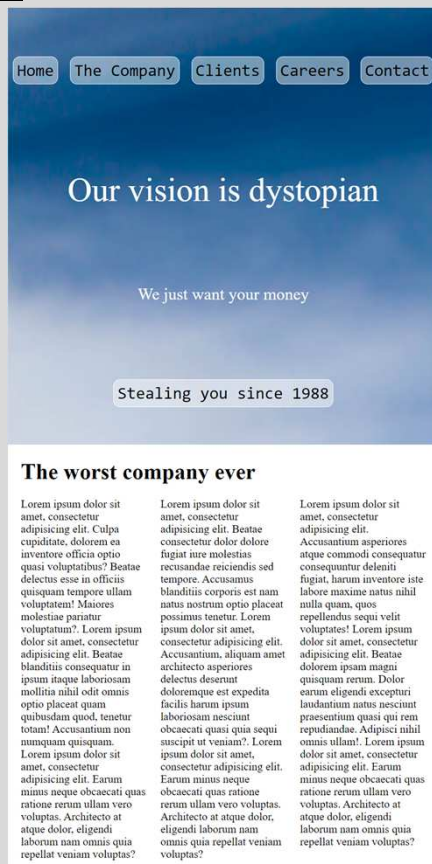 Home The Company Clients Careers Contact
Our vision is dystopian
We just want your money
Stealing you since 1988
The worst company ever
Lorem ipsum dolor sit
amet, consectetur
adipisicing elit. Culpa
cupiditate, dolorem ea
inventore officia optio
quasi voluptatibus? Beatae
delectus esse in officiis
quisquam tempore ullam
voluptatem! Maiores
molestiae pariatur
voluptatum?. Lorem ipsum
dolor sit amet, consectetur
adipisicing elit. Beatae
blanditiis consequatur in
ipsum itaque laboriosam
mollitia nihil odit omnis
optio placeat quam
quibusdam quod, tenetur
totam! Accusantium non
numquam quisquam.
Lorem ipsum dolor sit
amet, consectetur
adipisicing elit. Earum
minus neque obcaecati quas
ratione rerum ullam vero
voluptas. Architecto at
atque dolor, eligendi
laborum nam omnis quia
repellat veniam voluptas?
Lorem ipsum dolor sit
amet, consectetur
adipisicing elit. Beatae
consectetur dolor dolore
fugiat iure molestias
recusandae reiciendis sed
tempore. Accusamus
blanditiis corporis est nam
natus nostrum optio placeat
possimus tenetur. Lorem
ipsum dolor sit amet,
consectetur adipisicing elit.
Accusantium, aliquam amet
architecto asperiores
delectus deserunt
doloremque est expedita
facilis harum ipsum
laboriosam nesciunt
obcaecati quasi quia sequi
suscipit ut veniam?. Lorem
ipsum dolor sit amet,
consectetur adipisicing elit.
Earum minus neque
obcaecati quas ratione
rerum ullam vero voluptas.
Architecto at atque dolor,
eligendi laborum nam
omnis quia repellat veniam
voluptas?
Lorem ipsum dolor sit
amet, consectetur
adipisicing elit.
Accusantium asperiores
atque commodi consequatur
consequuntur deleniti
fugiat, harum inventore iste
labore maxime natus nihil
nulla quam, quos
repellendus sequi velit
voluptates! Lorem ipsum
dolor sit amet, consectetur
adipisicing elit. Beatae
dolorem ipsam magni
quisquam rerum. Dolor
earum eligendi excepturi
laudantium natus nesciunt
praesentium quasi qui rem
repudiandae. Adipisci nihil
omnis ullam!. Lorem ipsum
dolor sit amet, consectetur
adipisicing elit. Earum
minus neque obcaecati quas
ratione rerum ullam vero
voluptas. Architecto at
atque dolor, eligendi
laborum nam omnis quia
repellat veniam voluptas?